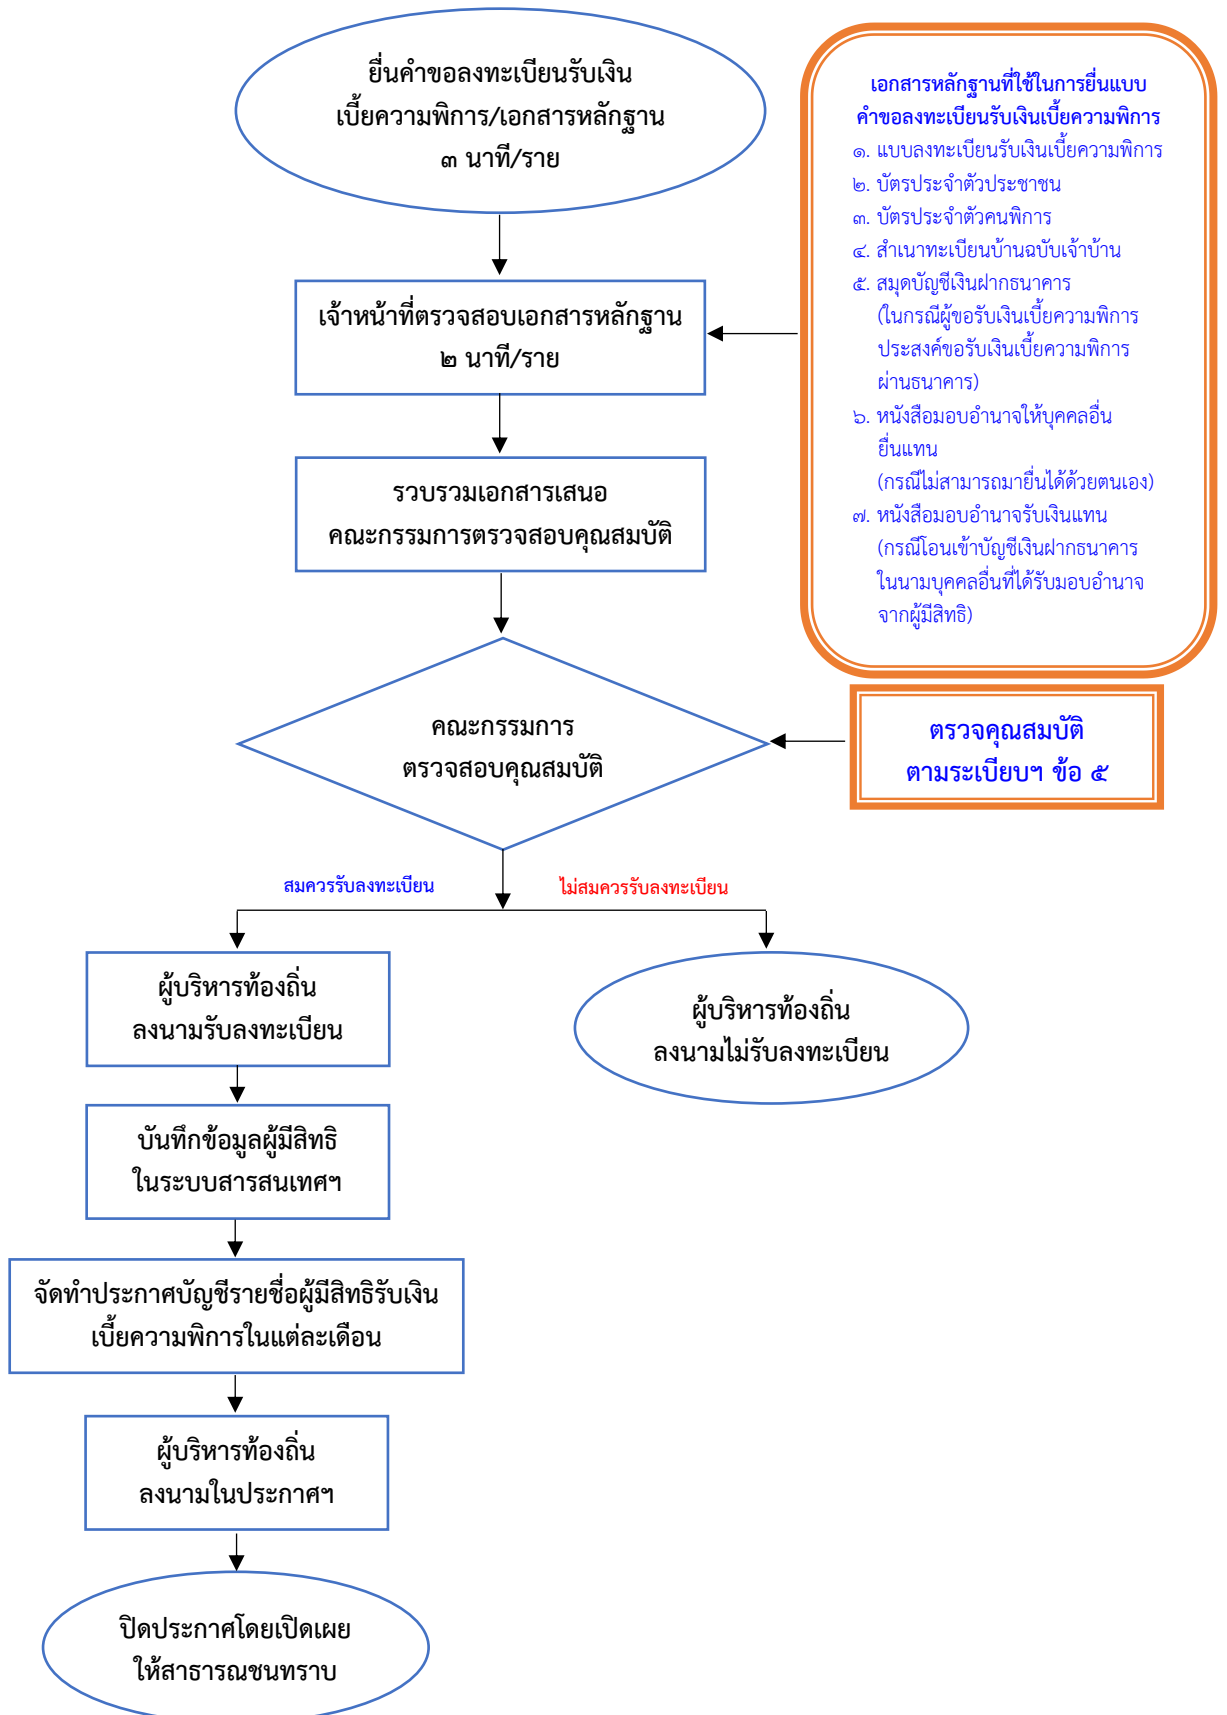 ยื่นคำขอลงทะเบียนรับเงิน
เบี้ยความพิการ/เอกสารหลักฐาน
๓ นาที/ราย
เอกสารหลักฐานที่ใช้ในการยื่นแบบ
คำขอลงทะเบียนรับเงินเบี้ยความพิการ
๑. แบบลงทะเบียนรับเงินเบี้ยความพิการ
๒. บัตรประจำตัวประชาชน
๓. บัตรประจำตัวคนพิการ
๔. สำเนาทะเบียนบ้านฉบับเจ้าบ้าน
๕. สมุดบัญชีเงินฝากธนาคาร
(ในกรณีผู้ขอรับเงินเบี้ยความพิการ
ประสงค์ขอรับเงินเบี้ยความพิการ
ผ่านธนาคาร)
๖. หนังสือมอบอำนาจให้บุคคลอื่น
ยื่นแทน
(กรณีไม่สามารถมายื่นได้ด้วยตนเอง)
๗. หนังสือมอบอำนาจรับเงินแทน
(กรณีโอนเข้าบัญชีเงินฝากธนาคาร
ในนามบุคคลอื่นที่ได้รับมอบอำนาจ
จากผู้มีสิทธิ)
เจ้าหน้าที่ตรวจสอบเอกสารหลักฐาน
๒ นาที/ราย
รวบรวมเอกสารเสนอ
คณะกรรมการตรวจสอบคุณสมบัติ
คณะกรรมการ
ตรวจสอบคุณสมบัติ
ตรวจคุณสมบัติ
ตามระเบียบฯ ข้อ ๕
สมควรรับลงทะเบียน
ไม่สมควรรับลงทะเบียน
ผู้บริหารท้องถิ่น
ลงนามรับลงทะเบียน
ผู้บริหารท้องถิ่น
ลงนามไม่รับลงทะเบียน
บันทึกข้อมูลผู้มีสิทธิ
ในระบบสารสนเทศฯ
จัดทำประกาศบัญชีรายชื่อผู้มีสิทธิรับเงิน
เบี้ยความพิการในแต่ละเดือน
ผู้บริหารท้องถิ่น
ลงนามในประกาศฯ
ปิดประกาศโดยเปิดเผย
ให้สาธารณชนทราบ